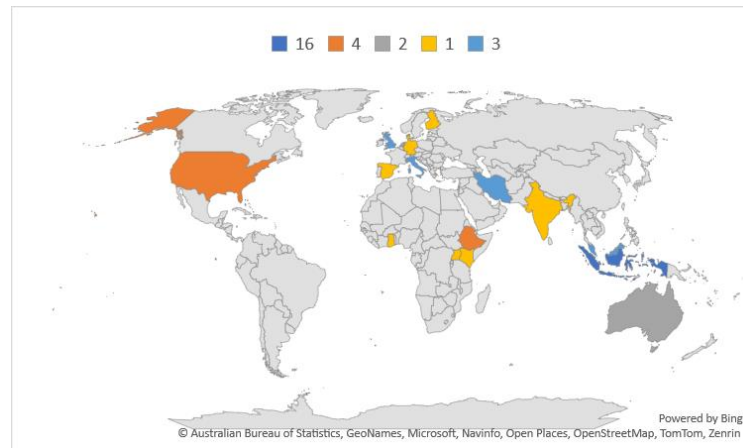 16 4 2 1 3
Powered by Bing
© Australian Bureau of Statistics, GeoNames, Microsoft, Navinfo, Open Places, OpenStreetMap, TomTom, Zenrin